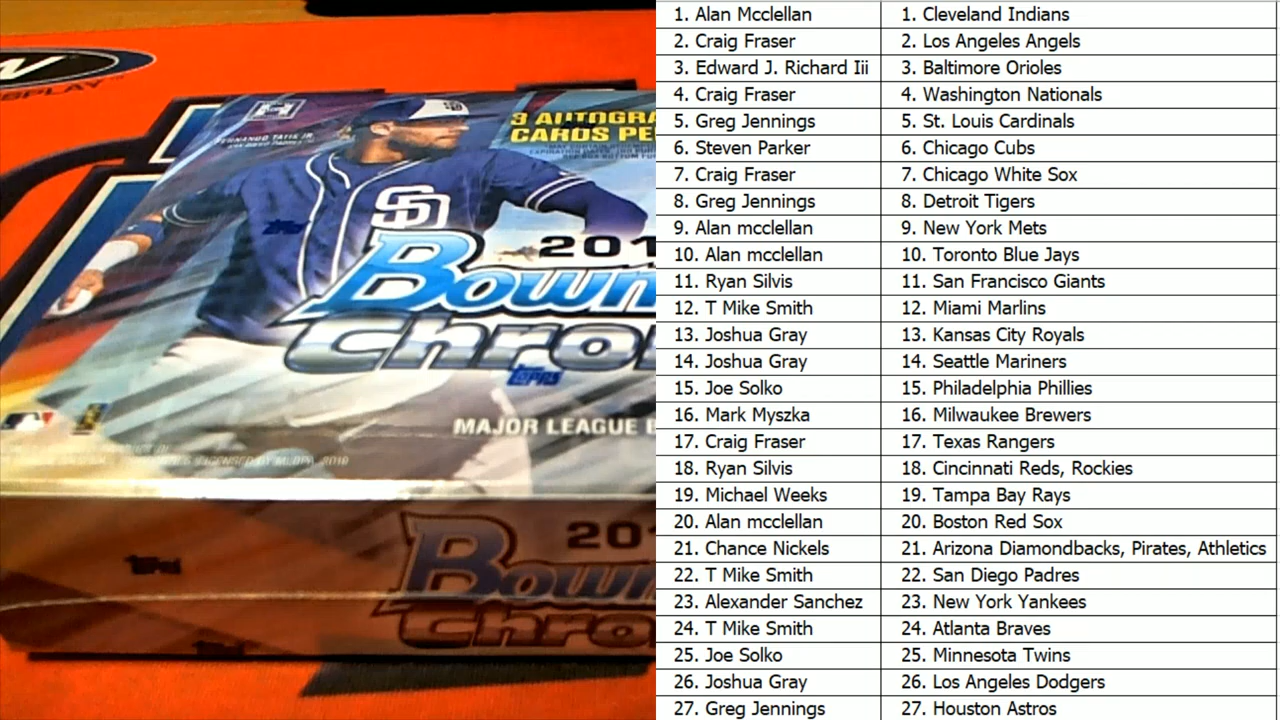 SPLAY
FERNANDO TATIS JR
3 AUTOGRA
CARDS PE
SD
SD
Topps
201
Bown
Chro
Topps
MAJOR LEAGUE B
201
Bown
Chro
Topps
1. Alan Mcclellan 1. Cleveland Indians
2. Craig Fraser 2. Los Angeles Angels
3. Edward J. Richard Iii 3. Baltimore Orioles
4. Craig Fraser 4. Washington Nationals
5. Greg Jennings 5. St. Louis Cardinals
6. Steven Parker 6. Chicago Cubs
7. Craig Fraser 7. Chicago White Sox
8. Greg Jennings 8. Detroit Tigers
9. Alan mcclellan 9. New York Mets
10. Alan mcclellan 10. Toronto Blue Jays
11. Ryan Silvis 11. San Francisco Giants
12. T Mike Smith 12. Miami Marlins
13. Joshua Gray 13. Kansas City Royals
14. Joshua Gray 14. Seattle Mariners
15. Joe Solko 15. Philadelphia Phillies
16. Mark Myszka 16. Milwaukee Brewers
17. Craig Fraser 17. Texas Rangers
18. Ryan Silvis 18. Cincinnati Reds, Rockies
19. Michael Weeks 19. Tampa Bay Rays
20. Alan mcclellan 20. Boston Red Sox
21. Chance Nickels 21. Arizona Diamondbacks, Pirates, Athletics
22. T Mike Smith 22. San Diego Padres
23. Alexander Sanchez 23. New York Yankees
24. T Mike Smith 24. Atlanta Braves
25. Joe Solko 25. Minnesota Twins
26. Joshua Gray 26. Los Angeles Dodgers
27. Greg Jennings 27. Houston Astros